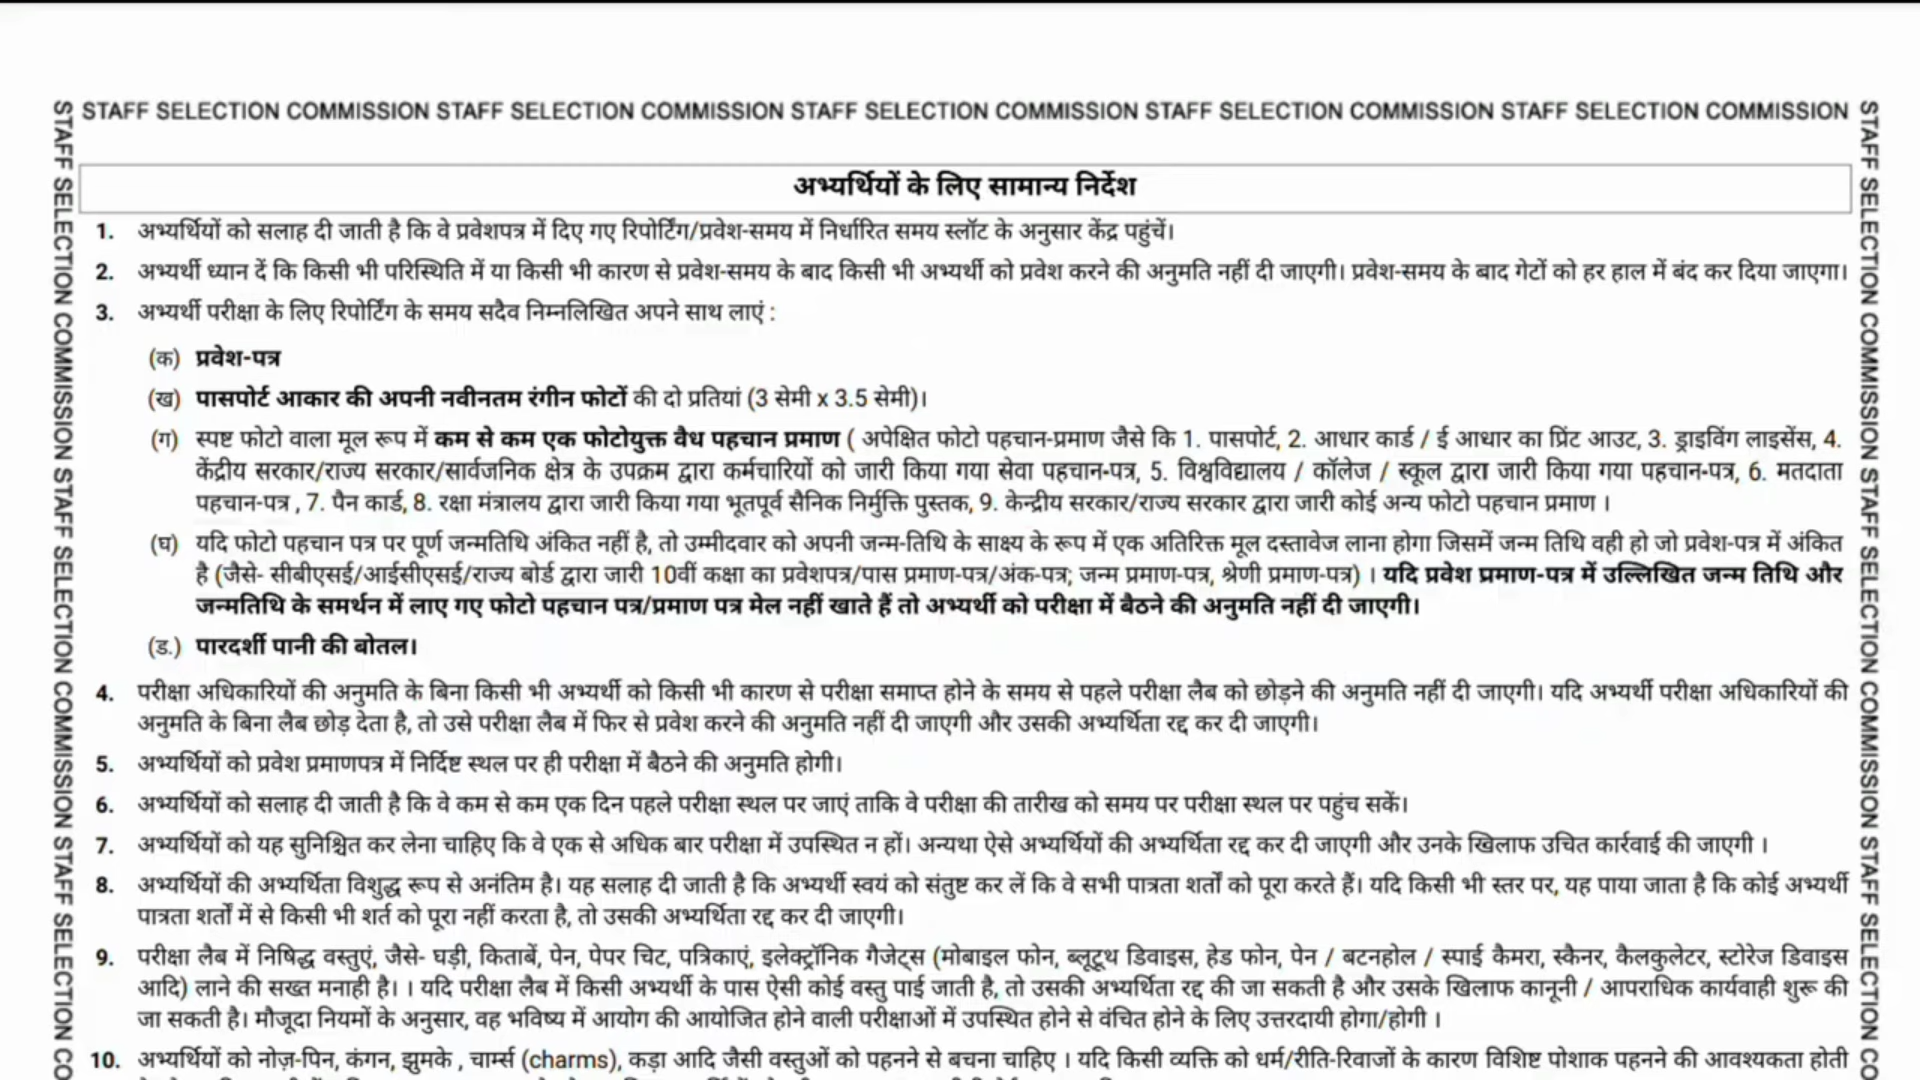 STAFF SELECTION COMMISSION STAFF SELECTION COMMISSION STAFF SELECTION COMMISSION STAFF SELECTION COMMISSION STAFF SELECTION COMMISSION
अभ्यर्थियों के लिए सामान्य निर्देश
1. अभ्यर्थियों को सलाह दी जाती है कि वे प्रवेशपत्र में दिए गए रिपोर्टिंग/प्रवेश-समय में निर्धारित समय स्लॉट के अनुसार केंद्र पहुंचें।
2. अभ्यर्थी ध्यान दें कि किसी भी परिस्थिति में या किसी भी कारण से प्रवेश-समय के बाद किसी भी अभ्यर्थी को प्रवेश करने की अनुमति नहीं दी जाएगी। प्रवेश-समय के बाद गेटों को हर हाल में बंद कर दिया जाएगा।
3. अभ्यर्थी परीक्षा के लिए रिपोर्टिंग के समय सदैव निम्नलिखित अपने साथ लाएं :
(क) प्रवेश-पत्र
(ख) पासपोर्ट आकार की अपनी नवीनतम रंगीन फोटों की दो प्रतियां (3 सेमी x 3.5 सेमी)।
(ग) स्पष्ट फोटो वाला मूल रूप में कम से कम एक फोटोयुक्त वैध पहचान प्रमाण ( अपेक्षित फोटो पहचान-प्रमाण जैसे कि 1. पासपोर्ट, 2. आधार कार्ड / ई आधार का प्रिंट आउट, 3. ड्राइविंग लाइसेंस, 4.
केंद्रीय सरकार/राज्य सरकार/सार्वजनिक क्षेत्र के उपक्रम द्वारा कर्मचारियों को जारी किया गया सेवा पहचान-पत्र, 5. विश्वविद्यालय / कॉलेज / स्कूल द्वारा जारी किया गया पहचान-पत्र, 6. मतदाता
पहचान-पत्र , 7. पैन कार्ड, 8. रक्षा मंत्रालय द्वारा जारी किया गया भूतपूर्व सैनिक निर्मुक्ति पुस्तक, 9. केन्द्रीय सरकार/राज्य सरकार द्वारा जारी कोई अन्य फोटो पहचान प्रमाण ।
(घ) यदि फोटो पहचान पत्र पर पूर्ण जन्मतिथि अंकित नहीं है, तो उम्मीदवार को अपनी जन्म-तिथि के साक्ष्य के रूप में एक अतिरिक्त मूल दस्तावेज लाना होगा जिसमें जन्म तिथि वही हो जो प्रवेश-पत्र में अंकित
है (जैसे- सीबीएसई/आईसीएसई/राज्य बोर्ड द्वारा जारी 10वीं कक्षा का प्रवेशपत्र/पास प्रमाण-पत्र/अंक-पत्र; जन्म प्रमाण-पत्र, श्रेणी प्रमाण-पत्र) । यदि प्रवेश प्रमाण-पत्र में उल्लिखित जन्म तिथि और
जन्मतिथि के समर्थन में लाए गए फोटो पहचान पत्र/प्रमाण पत्र मेल नहीं खाते हैं तो अभ्यर्थी को परीक्षा में बैठने की अनुमति नहीं दी जाएगी।
(ड.) पारदर्शी पानी की बोतल।
4. परीक्षा अधिकारियों की अनुमति के बिना किसी भी अभ्यर्थी को किसी भी कारण से परीक्षा समाप्त होने के समय से पहले परीक्षा लैब को छोड़ने की अनुमति नहीं दी जाएगी। यदि अभ्यर्थी परीक्षा अधिकारियों की
अनुमति के बिना लैब छोड़ देता है, तो उसे परीक्षा लैब में फिर से प्रवेश करने की अनुमति नहीं दी जाएगी और उसकी अभ्यर्थिता रद्द कर दी जाएगी।
5. अभ्यर्थियों को प्रवेश प्रमाणपत्र में निर्दिष्ट स्थल पर ही परीक्षा में बैठने की अनुमति होगी।
6. अभ्यर्थियों को सलाह दी जाती है कि वे कम से कम एक दिन पहले परीक्षा स्थल पर जाएं ताकि वे परीक्षा की तारीख को समय पर परीक्षा स्थल पर पहुंच सकें।
7. अभ्यर्थियों को यह सुनिश्चित कर लेना चाहिए कि वे एक से अधिक बार परीक्षा में उपस्थित न हों। अन्यथा ऐसे अभ्यर्थियों की अभ्यर्थिता रद्द कर दी जाएगी और उनके खिलाफ उचित कार्रवाई की जाएगी ।
8. अभ्यर्थियों की अभ्यर्थिता विशुद्ध रूप से अनंतिम है। यह सलाह दी जाती है कि अभ्यर्थी स्वयं को संतुष्ट कर लें कि वे सभी पात्रता शर्तों को पूरा करते हैं। यदि किसी भी स्तर पर, यह पाया जाता है कि कोई अभ्यर्थी
पात्रता शर्तों में से किसी भी शर्त को पूरा नहीं करता है, तो उसकी अभ्यर्थिता रद्द कर दी जाएगी।
9. परीक्षा लैब में निषिद्ध वस्तुएं, जैसे- घड़ी, किताबें, पेन, पेपर चिट, पत्रिकाएं, इलेक्ट्रॉनिक गैजेट्स (मोबाइल फोन, ब्लूटूथ डिवाइस, हेड फोन, पेन / बटनहोल / स्पाई कैमरा, स्कैनर, कैलकुलेटर, स्टोरेज डिवाइस
आदि) लाने की सख्त मनाही है। । यदि परीक्षा लैब में किसी अभ्यर्थी के पास ऐसी कोई वस्तु पाई जाती है, तो उसकी अभ्यर्थिता रद्द की जा सकती है और उसके खिलाफ कानूनी / आपराधिक कार्यवाही शुरू की
जा सकती है। मौजूदा नियमों के अनुसार, वह भविष्य में आयोग की आयोजित होने वाली परीक्षाओं में उपस्थित होने से वंचित होने के लिए उत्तरदायी होगा/होगी ।
10. अभ्यर्थियों को नोज़-पिन, कंगन, झुमके , चार्म्स (charms), कड़ा आदि जैसी वस्तुओं को पहनने से बचना चाहिए । यदि किसी व्यक्ति को धर्म/रीति-रिवाजों के कारण विशिष्ट पोशाक पहनने की आवश्यकता होती
STAFF SELECTION COMMISSION STAFF SELECTION COMMISSION STAFF SELECTION CO
STAFF SELECTION COMMISSION STAFF SELECTION COMMISSION STAFF SELECTION CO